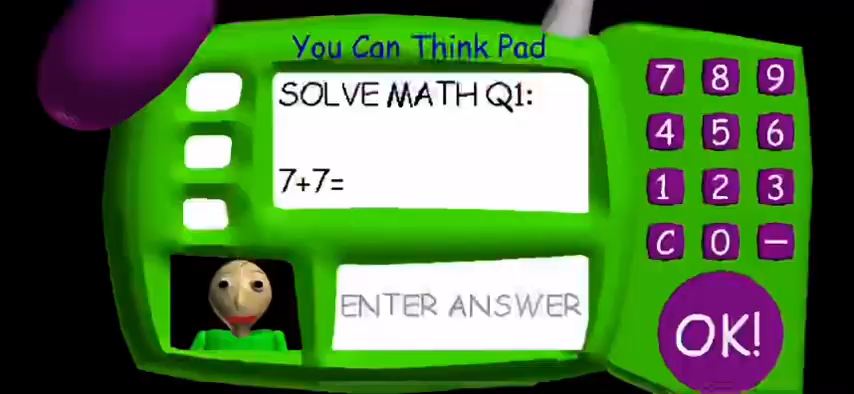 You Can Think Pad
SOLVE MATH Q1:
7+7=
ENTER ANSWER
7 8 9
4 5 6
1 2 3
C 0 −
OK!